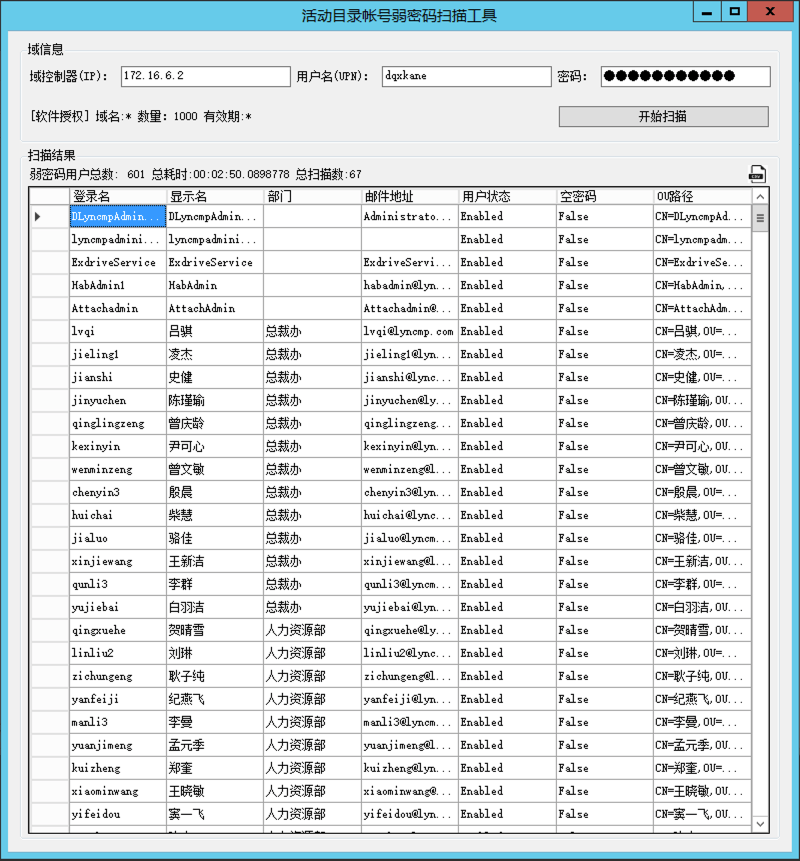 活动目录帐号弱密码扫描工具
域信息
域控制器(IP): 172.16.6.2 用户名(UPN): dqxkane 密码: ●●●●●●●●●●●
[软件授权] 域名:* 数量: 1000 有效期:* 开始扫描
扫描结果
弱密码用户总数: 601 总耗时:00:02:50.0898778 总扫描数:67
登录名 显示名 部门 邮件地址 用户状态 空密码 OU路径
DLyncmpAdmin... DLyncmpAdmin... Administrato... Enabled False CN=DLyncmpAd...
lyncmpadmini... lyncmpadmini... Enabled False CN=lyncmpadm...
ExdriveService ExdriveService ExdriveServi... Enabled False CN=ExdriveSe...
HabAdmin1 HabAdmin habadmin@lyn... Enabled False CN=HabAdmin,...
Attachadmin AttachAdmin Attachadmin@... Enabled False CN=AttachAdm...
lvqi 吕骐 总裁办 lvqi@lyncmp.com Enabled False CN=吕骐,OU=...
jieling1 凌杰 总裁办 jieling1@lyn... Enabled False CN=凌杰,OU=...
jianshi 史健 总裁办 jianshi@lync... Enabled False CN=史健,OU=...
jinyuchen 陈瑾瑜 总裁办 jinyuchen@ly... Enabled False CN=陈瑾瑜,OU...
qinglingzeng 曾庆龄 总裁办 qinglingzeng... Enabled False CN=曾庆龄,OU...
kexinyin 尹可心 总裁办 kexinyin@lyn... Enabled False CN=尹可心,OU...
wenminzeng 曾文敏 总裁办 wenminzeng@l... Enabled False CN=曾文敏,OU...
chenyin3 殷晨 总裁办 chenyin3@lyn... Enabled False CN=殷晨,OU=...
huichai 柴慧 总裁办 huichai@lync... Enabled False CN=柴慧,OU=...
jialuo 骆佳 总裁办 jialuo@lyncm... Enabled False CN=骆佳,OU=...
xinjiewang 王新洁 总裁办 xinjiewang@l... Enabled False CN=王新洁,OU...
qunli3 李群 总裁办 qunli3@lyncm... Enabled False CN=李群,OU=...
yujiebai 白羽洁 总裁办 yujiebai@lyn... Enabled False CN=白羽洁,OU...
qingxuehe 贺晴雪 人力资源部 qingxuehe@ly... Enabled False CN=贺晴雪,OU...
linliu2 刘琳 人力资源部 linliu2@lync... Enabled False CN=刘琳,OU=...
zichungeng 耿子纯 人力资源部 zichungeng@l... Enabled False CN=耿子纯,OU...
yanfeiji 纪燕飞 人力资源部 yanfeiji@lyn... Enabled False CN=纪燕飞,OU...
manli3 李曼 人力资源部 manli3@lyncm... Enabled False CN=李曼,OU=...
yuanjimeng 孟元季 人力资源部 yuanjimeng@l... Enabled False CN=孟元季,OU...
kuizheng 郑奎 人力资源部 kuizheng@lyn... Enabled False CN=郑奎,OU=...
xiaominwang 王晓敏 人力资源部 xiaominwang@... Enabled False CN=王晓敏,OU...
yifeidou 窦一飞 人力资源部 yifeidou@lyn... Enabled False CN=窦一飞,OU...